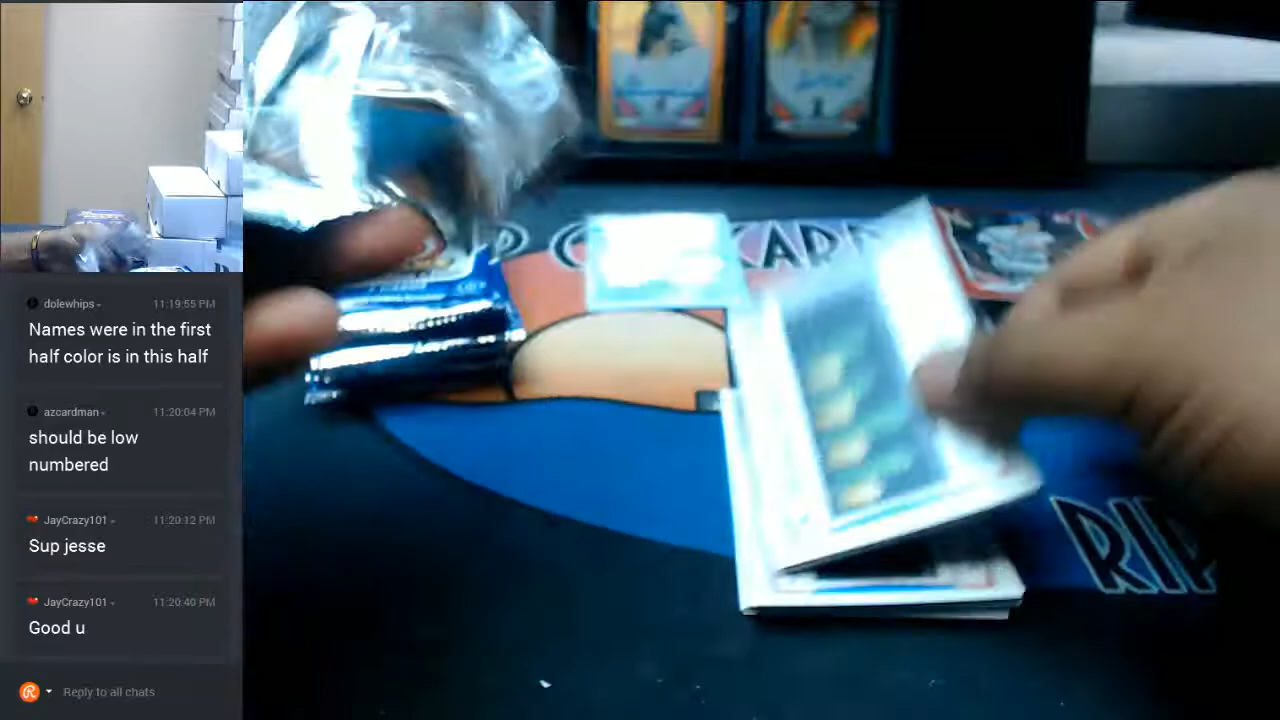 dolewhips
11:19:55 PM
Names were in the first
half color is in this half
azcardman
11:20:04 PM
should be low
numbered
JayCrazy101
11:20:12 PM
Sup jesse
JayCrazy101
11:20:40 PM
Good u
Reply to all chats
RIP